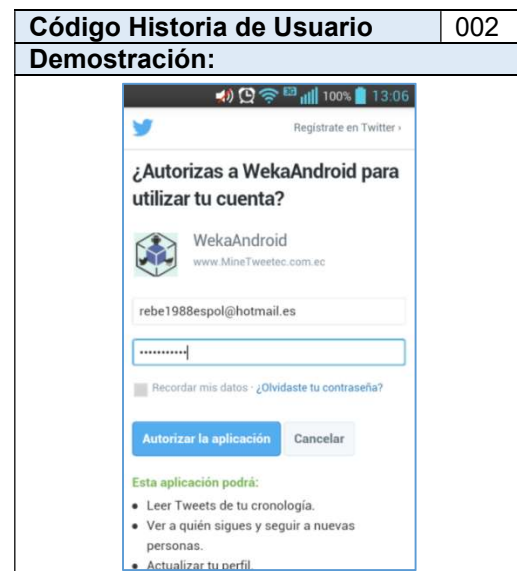 Código Historia de Usuario 002
Demostración:
3G 100% 13:06
Regístrate en Twitter ›
¿Autorizas a WekaAndroid para
utilizar tu cuenta?
WekaAndroid
www.MineTweetec.com.ec
rebe1988espol@hotmail.es
•••••••••••
Recordar mis datos · ¿Olvidaste tu contraseña?
Autorizar la aplicación Cancelar
Esta aplicación podrá:
• Leer Tweets de tu cronología.
• Ver a quién sigues y seguir a nuevas
personas.
• Actualizar tu perfil.